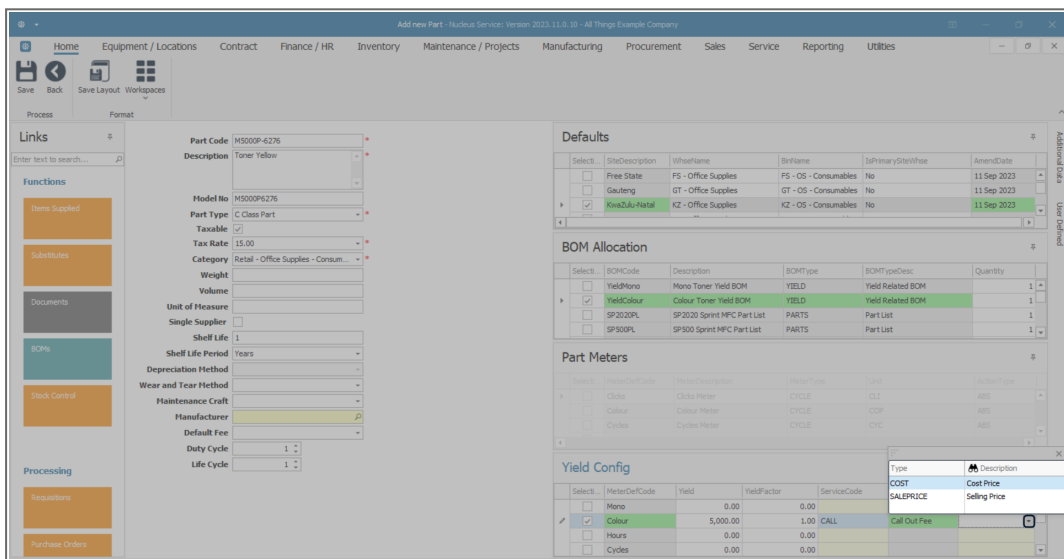 Add new Part - Nucleus Service: Version 2023.11.0.10 - All Things Example Company
Home Equipment / Locations Contract Finance / HR Inventory Maintenance / Projects Manufacturing Procurement Sales Service Reporting Utilities
Save Back Save Layout Workspaces
Process Format
Links
Enter text to search...
Functions
Items Supplied
Substitutes
Documents
BOMs
Stock Control
Processing
Requisitions
Purchase Orders
Part Code M5000P-6276 *
Description Toner Yellow *
Model No M5000P6276
Part Type C Class Part *
Taxable
Tax Rate 15.00 *
Category Retail - Office Supplies - Consum... *
Weight
Volume
Unit of Measure
Single Supplier
Shelf Life 1
Shelf Life Period Years
Depreciation Method
Wear and Tear Method
Maintenance Craft
Manufacturer
Default Fee
Duty Cycle 1
Life Cycle 1
Defaults
Selecti... SiteDescription WhseName BinName IsPrimarySiteWhse AmendDate
Free State FS - Office Supplies FS - OS - Consumables No 11 Sep 2023
Gauteng GT - Office Supplies GT - OS - Consumables No 11 Sep 2023
KwaZulu-Natal KZ - Office Supplies KZ - OS - Consumables No 11 Sep 2023
BOM Allocation
Selecti... BOMCode Description BOMType BOMTypeDesc Quantity
YieldMono Mono Toner Yield BOM YIELD Yield Related BOM 1
YieldColour Colour Toner Yield BOM YIELD Yield Related BOM 1
SP2020PL SP2020 Sprint MFC Part List PARTS Part List 1
SP500PL SP500 Sprint MFC Part List PARTS Part List 1
Part Meters
Selecti... MeterDefCode MeterDescription MeterType
Clicks Clicks Meter CYCLE CLI ABS
Colour Colour Meter CYCLE COP ABS
Cycles Cycles Meter CYCLE CYC ABS
Yield Config
Selecti... MeterDefCode Yield YieldFactor ServiceCode
Mono 0.00 0.00
Colour 5,000.00 1.00 CALL Call Out Fee
Hours 0.00 0.00
Cycles 0.00 0.00
Type Description
COST Cost Price
SALEPRICE Selling Price
Additional Data
User Defined